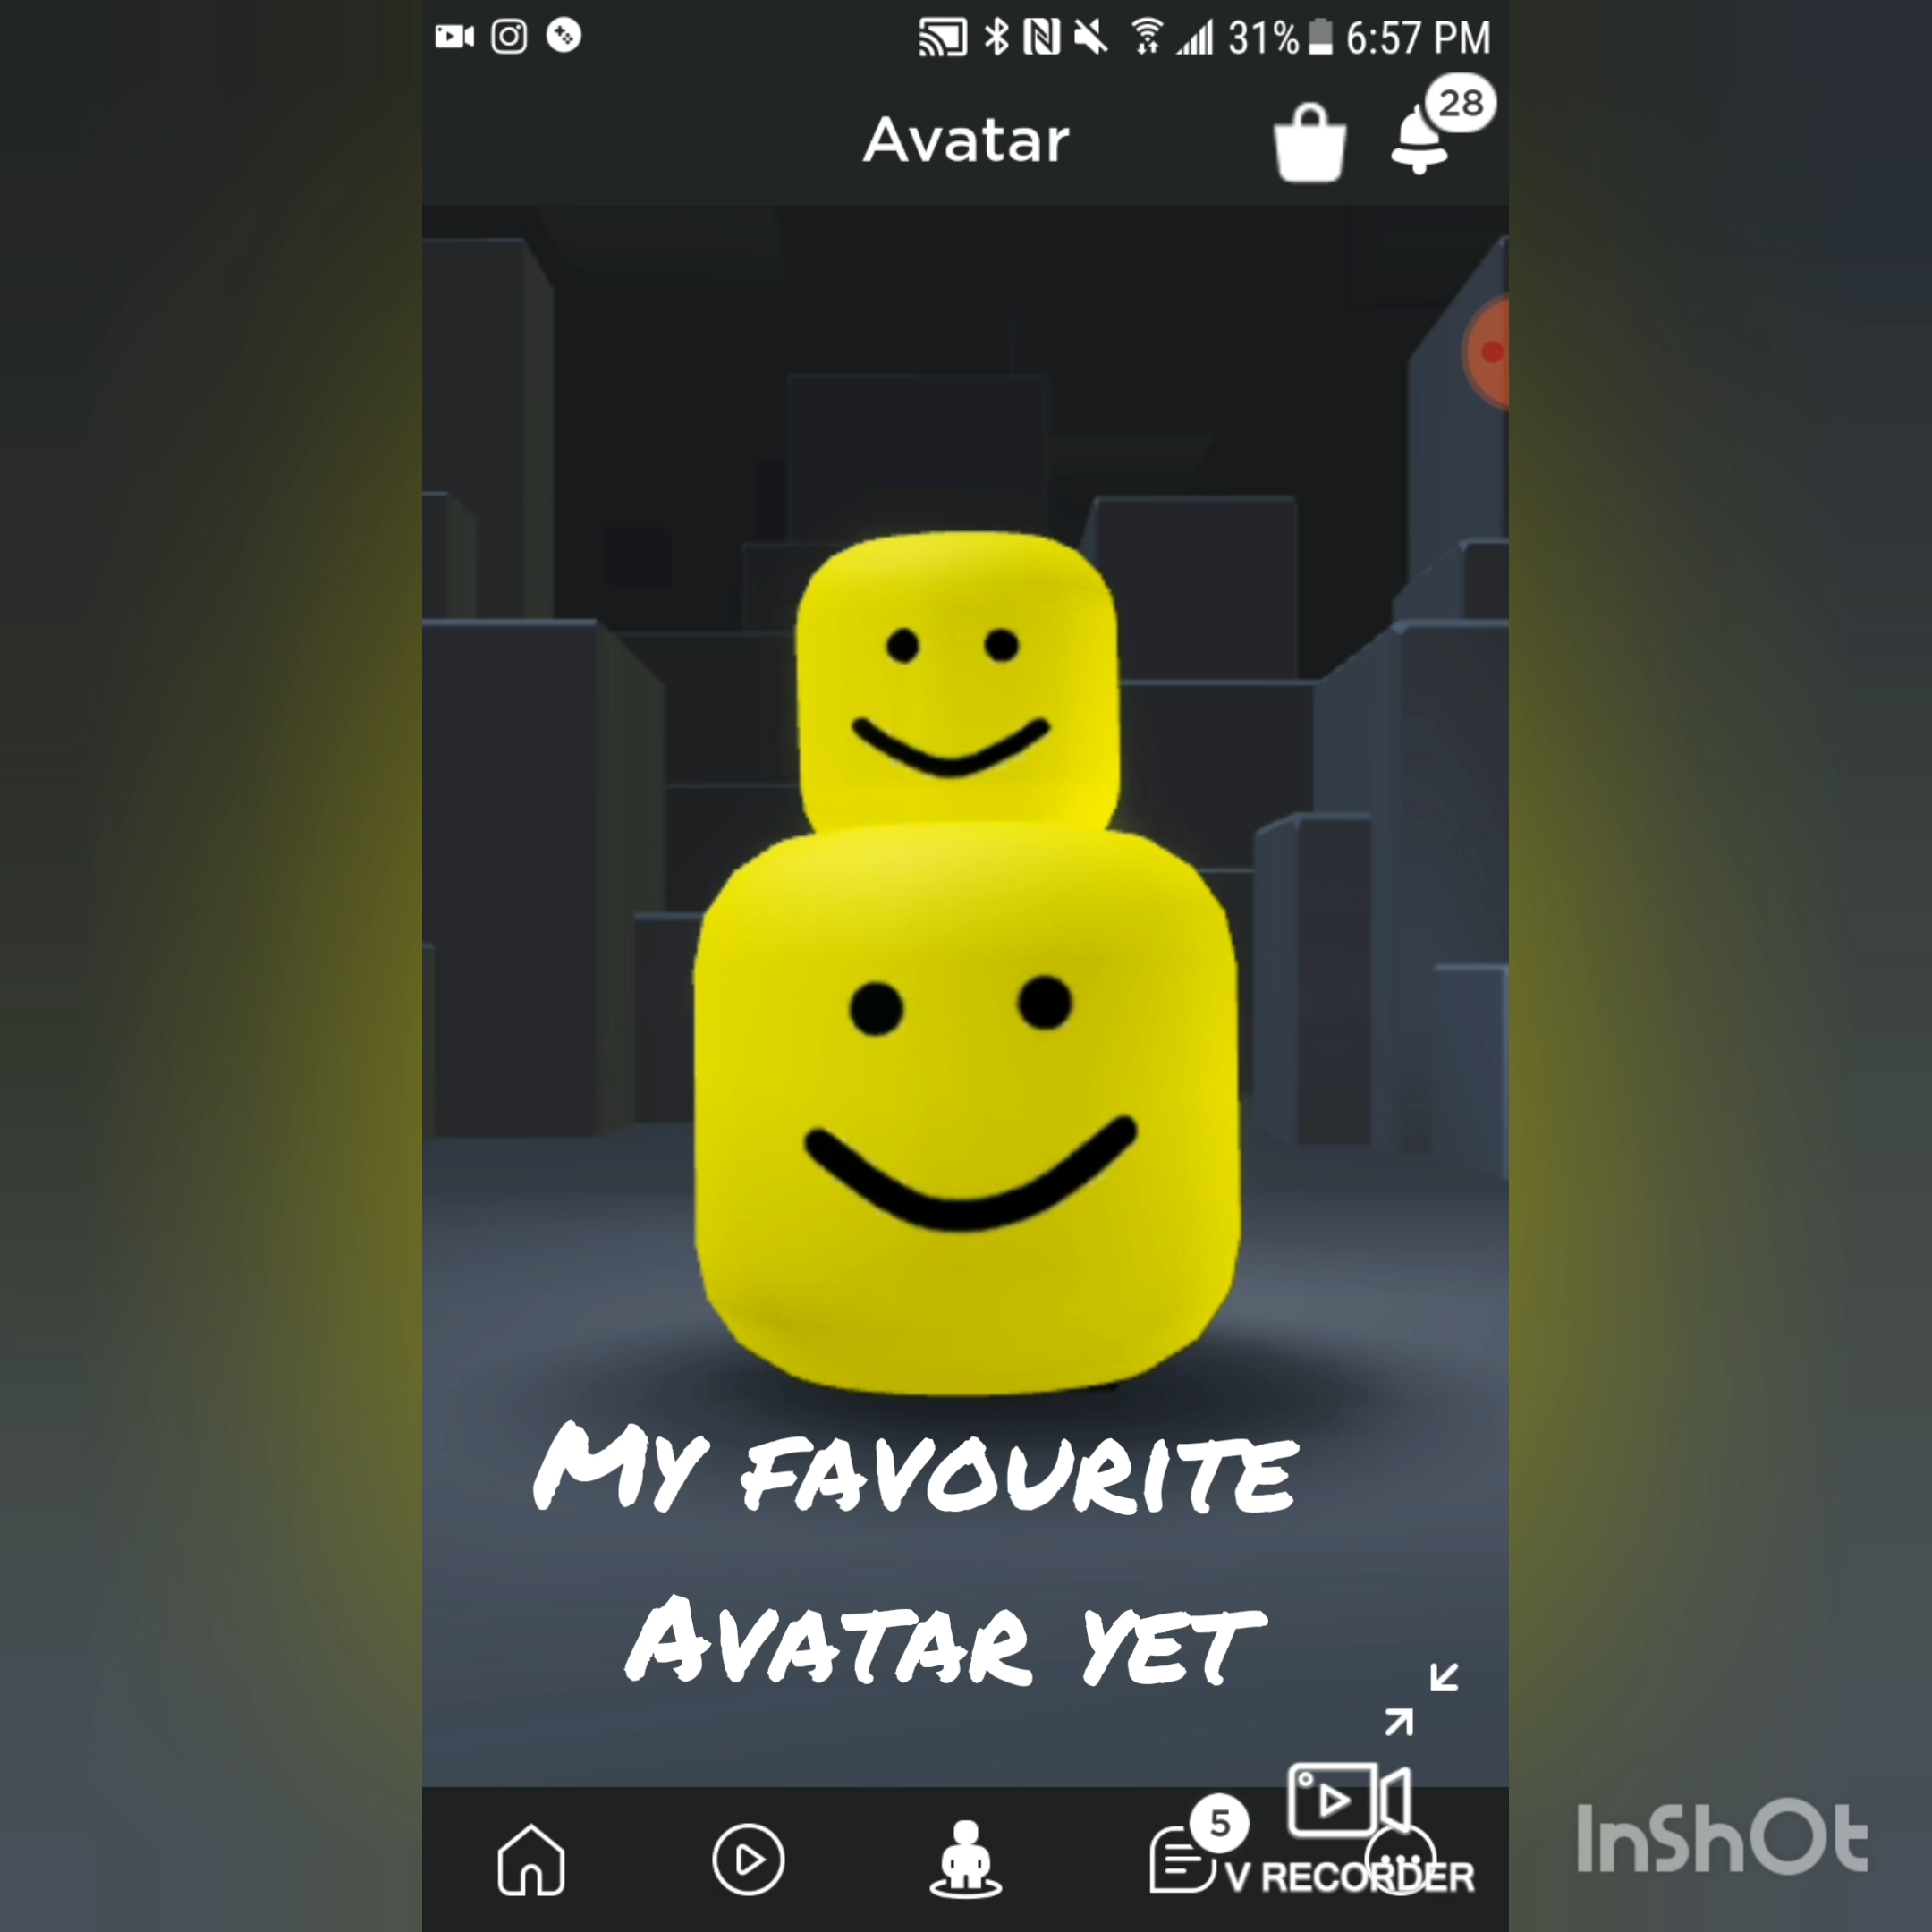 31% 6:57 PM
Avatar
28
My favourite
Avatar yet
5
V RECORDER
InShOt